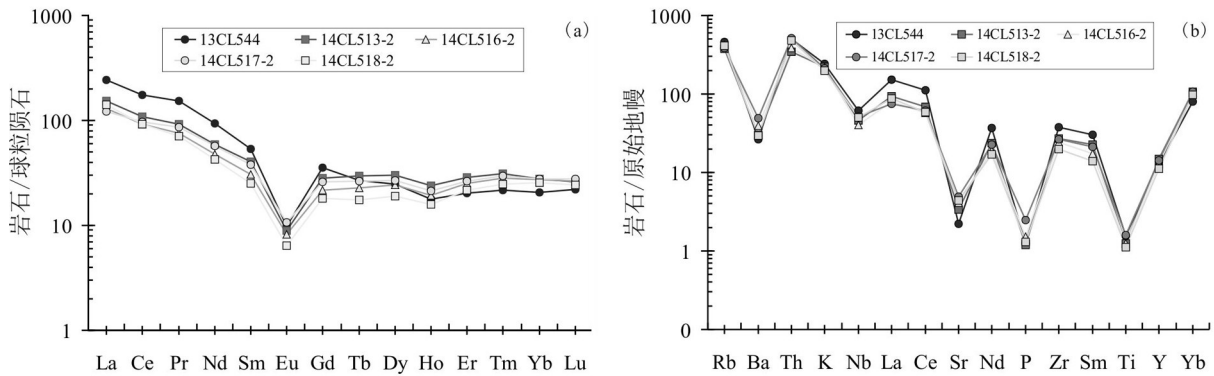 1000
100
10
1
岩石/球粒陨石
13CL544 14CL513-2 14CL516-2
14CL517-2 14CL518-2
(a)
La Ce Pr Nd Sm Eu Gd Tb Dy Ho Er Tm Yb Lu
1000
100
10
1
0
岩石/原始地幔
13CL544 14CL513-2 14CL516-2
14CL517-2 14CL518-2
(b)
Rb Ba Th K Nb La Ce Sr Nd P Zr Sm Ti Y Yb